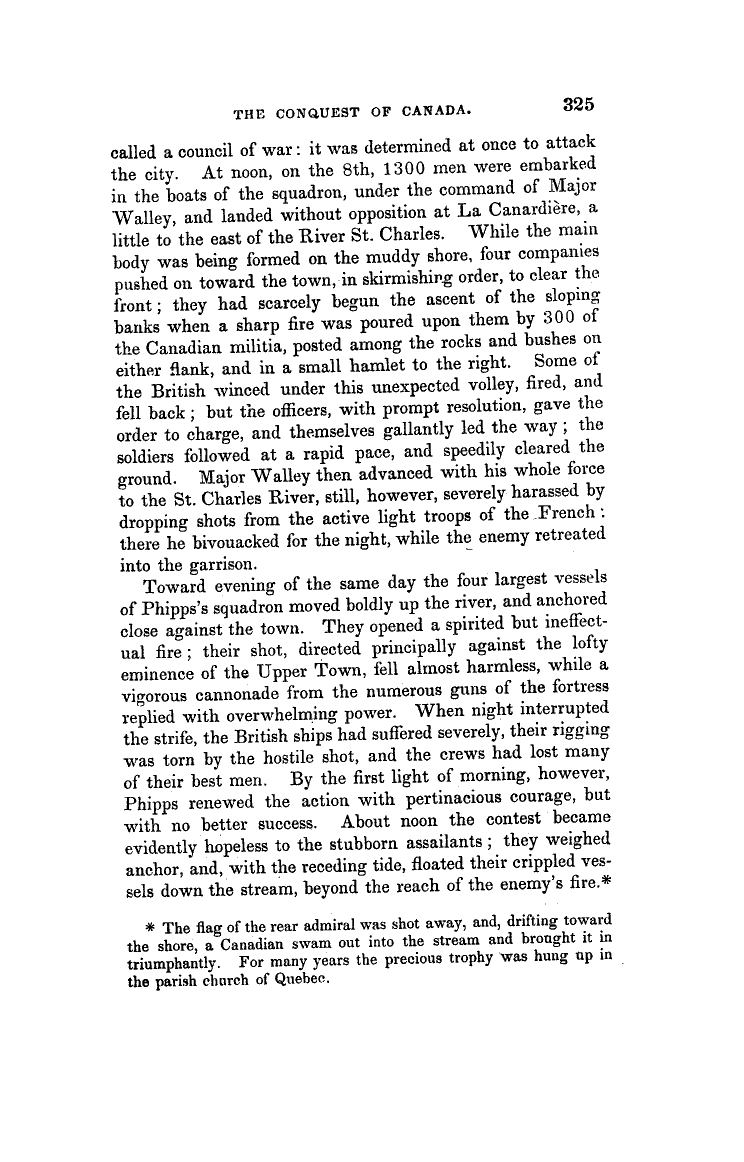 THE CONQUEST OF CANADA. 325
called a council of war: it was determined at once to attack
the city. At noon, on the 8th, 1300 men were embarked
in the boats of the squadron, under the command of Major
Walley, and landed without opposition at La Canardière, a
little to the east of the River St. Charles. While the main
body was being formed on the muddy shore, four companies
pushed on toward the town, in skirmishing order, to clear the
front; they had scarcely begun the ascent of the sloping
banks when a sharp fire was poured upon them by 300 of
the Canadian militia, posted among the rocks and bushes on
either flank, and in a small hamlet to the right. Some of
the British winced under this unexpected volley, fired, and
fell back; but the officers, with prompt resolution, gave the
order to charge, and themselves gallantly led the way; the
soldiers followed at a rapid pace, and speedily cleared the
ground. Major Walley then advanced with his whole force
to the St. Charles River, still, however, severely harassed by
dropping shots from the active light troops of the French:
there he bivouacked for the night, while the enemy retreated
into the garrison.
Toward evening of the same day the four largest vessels
of Phipps's squadron moved boldly up the river, and anchored
close against the town. They opened a spirited but ineffect-
ual fire; their shot, directed principally against the lofty
eminence of the Upper Town, fell almost harmless, while a
vigorous cannonade from the numerous guns of the fortress
replied with overwhelming power. When night interrupted
the strife, the British ships had suffered severely, their rigging
was torn by the hostile shot, and the crews had lost many
of their best men. By the first light of morning, however,
Phipps renewed the action with pertinacious courage, but
with no better success. About noon the contest became
evidently hopeless to the stubborn assailants; they weighed
anchor, and, with the receding tide, floated their crippled ves-
sels down the stream, beyond the reach of the enemy's fire.*
* The flag of the rear admiral was shot away, and, drifting toward
the shore, a Canadian swam out into the stream and brought it in
triumphantly. For many years the precious trophy was hung up in
the parish church of Quebec.